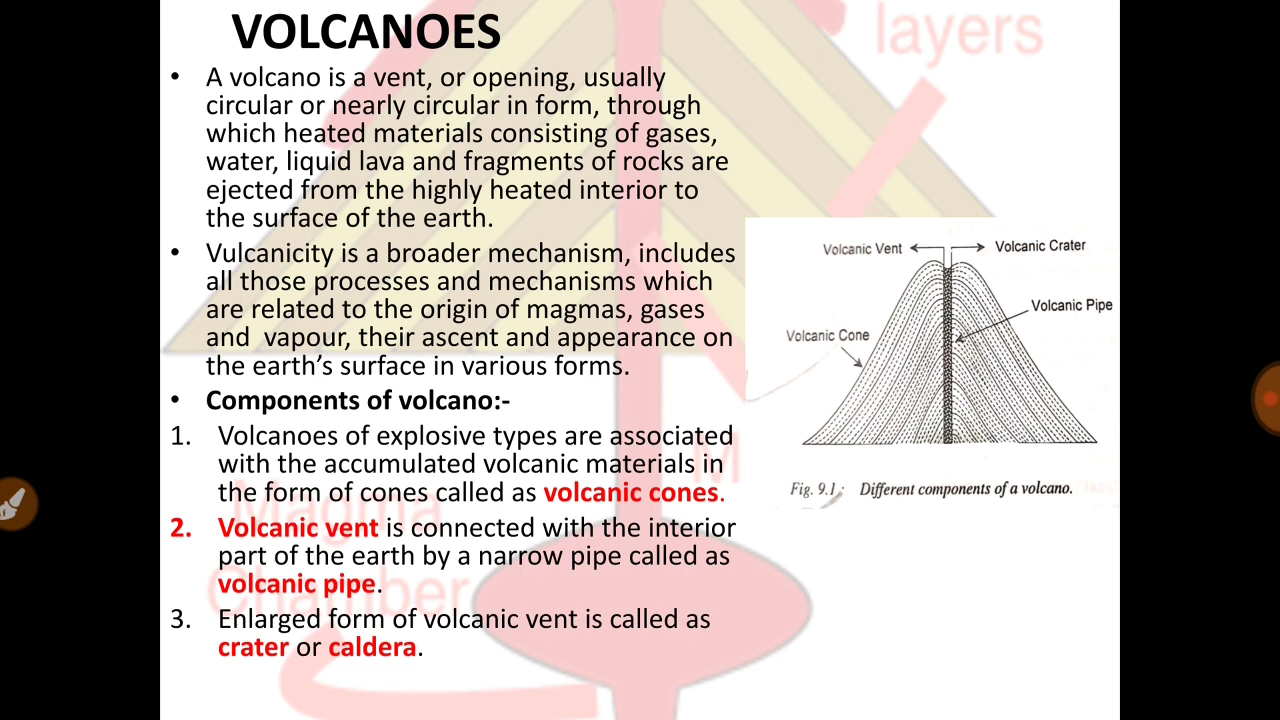 VOLCANOES
• A volcano is a vent, or opening, usually
circular or nearly circular in form, through
which heated materials consisting of gases,
water, liquid lava and fragments of rocks are
ejected from the highly heated interior to
the surface of the earth.
• Vulcanicity is a broader mechanism, includes
all those processes and mechanisms which
are related to the origin of magmas, gases
and vapour, their ascent and appearance on
the earth's surface in various forms.
• Components of volcano:-
1. Volcanoes of explosive types are associated
with the accumulated volcanic materials in
the form of cones called as volcanic cones.
2. Volcanic vent is connected with the interior
part of the earth by a narrow pipe called as
volcanic pipe.
3. Enlarged form of volcanic vent is called as
crater or caldera.
layers
Volcanic Vent
Volcanic Crater
Volcanic Pipe
Volcanic Cone
Fig. 9.1 : Different components of a volcano.
M
Magma
Chamber